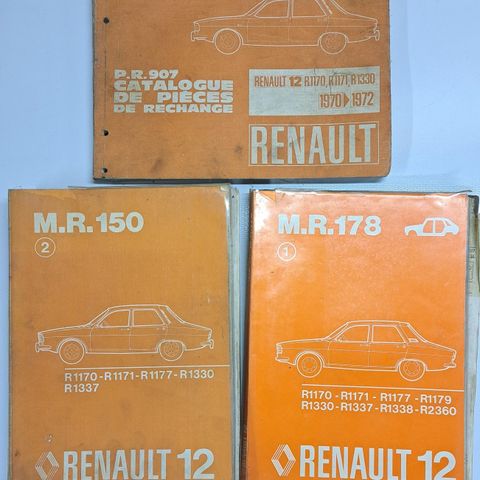 P.R.907
CATALOGUE
DE PIÈCES
DE RECHANGE
RENAULT 12 R1170, R1171, R1330
1970 1972
RENAULT
M.R.150
2
R1170-R1171-R1177-R1330
R1337
RENAULT 12
M.R.178
1
R1170-R1171-R1177-R1179
R1330-R1337-R1338-R2360
RENAULT 12